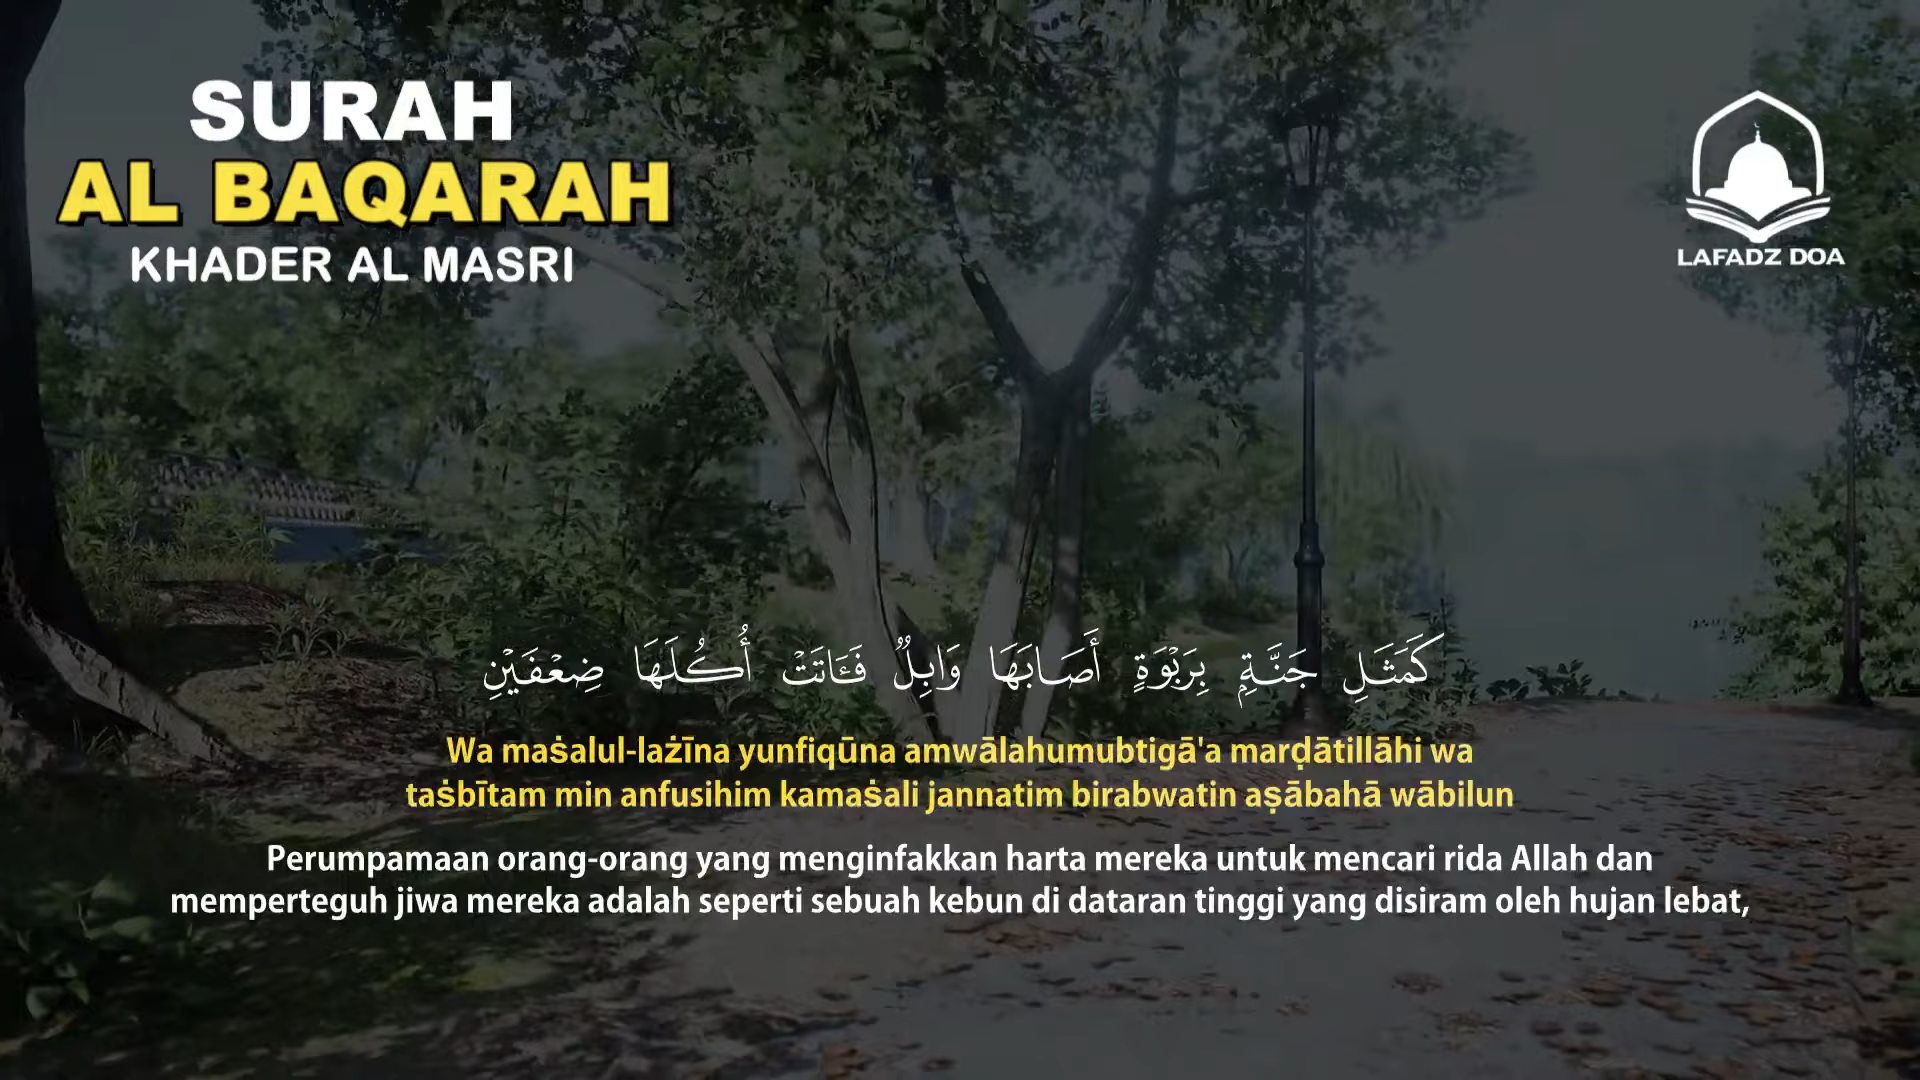 SURAH
AL BAQARAH
KHADER AL MASRI
LAFADZ DOA
كَمَثَلِ جَنَّةٍۭ بِرَبْوَةٍ أَصَابَهَا وَابِلٌ فَـَٔاتَتْ أُكُلَهَا ضِعْفَيْنِ
Wa maṡalul-lażīna yunfiqūna amwālahumubtigā'a marḍātillāhi wa
taṡbītam min anfusihim kamaṡali jannatim birabwatin aṣābahā wābilun
Perumpamaan orang-orang yang menginfakkan harta mereka untuk mencari rida Allah dan
memperteguh jiwa mereka adalah seperti sebuah kebun di dataran tinggi yang disiram oleh hujan lebat,